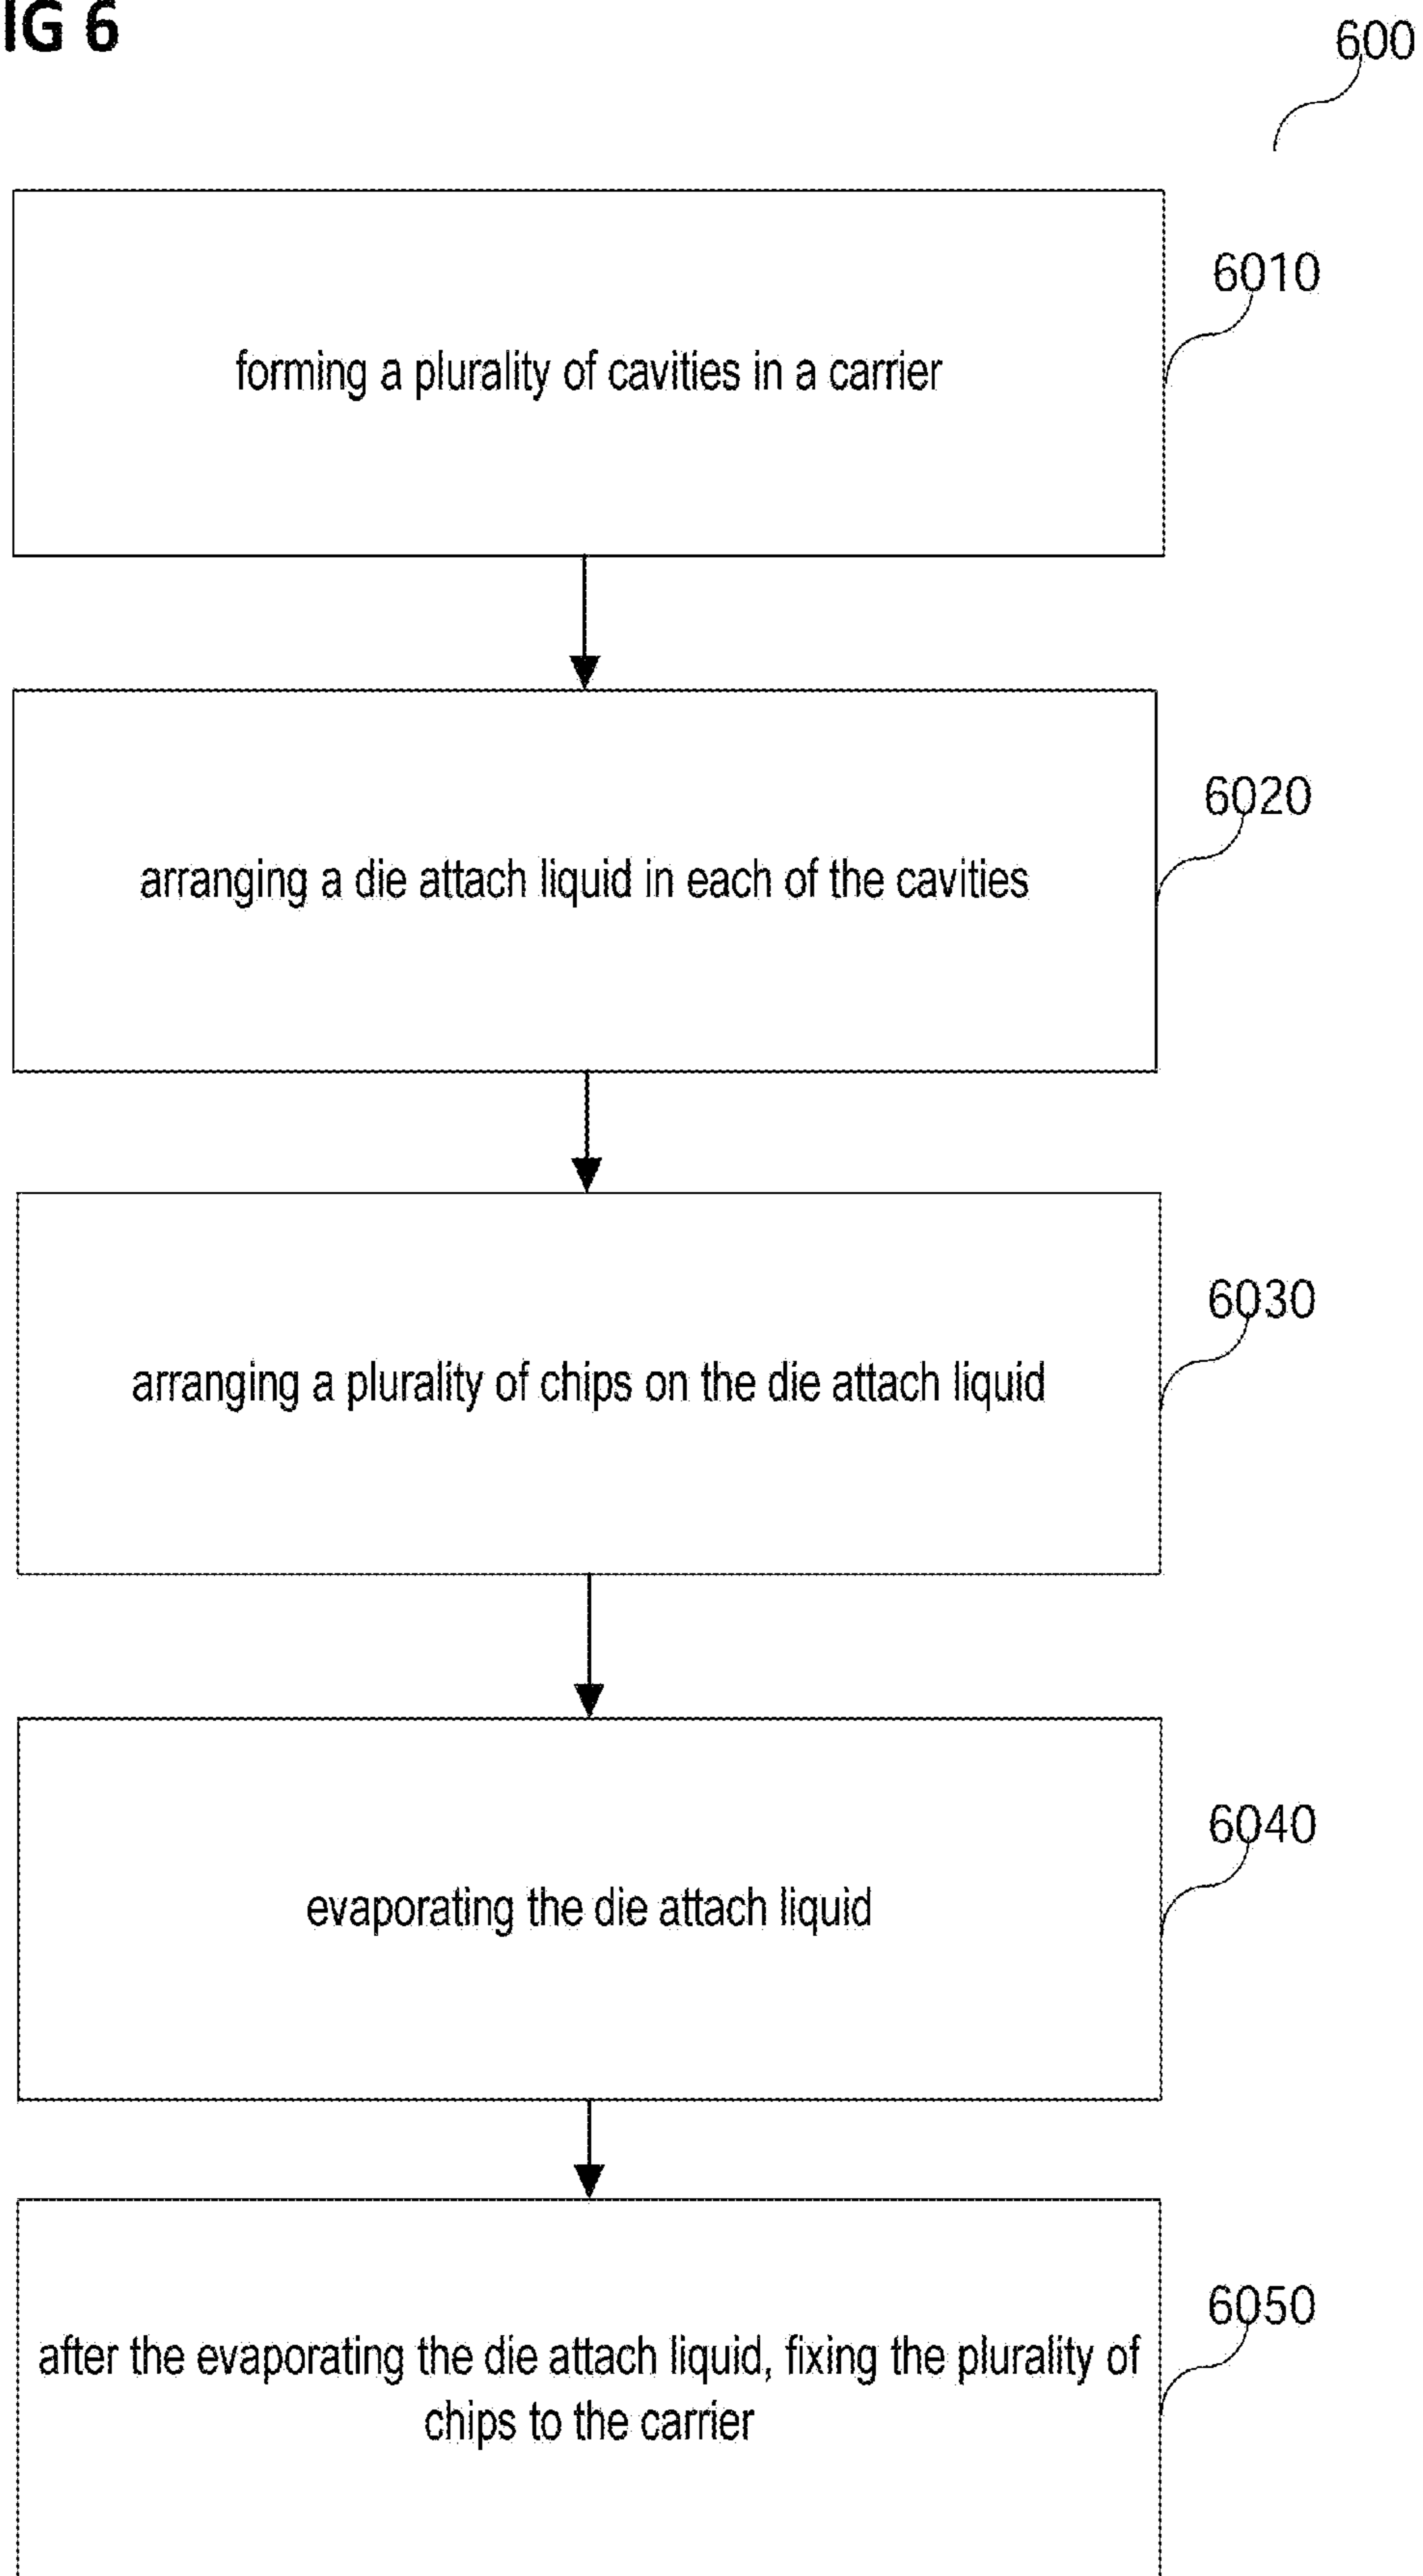 IG 6
600
6010
forming a plurality of cavities in a carrier
6020
arranging a die attach liquid in each of the cavities
6030
arranging a plurality of chips on the die attach liquid
6040
evaporating the die attach liquid
6050
after the evaporating the die attach liquid, fixing the plurality of
chips to the carrier